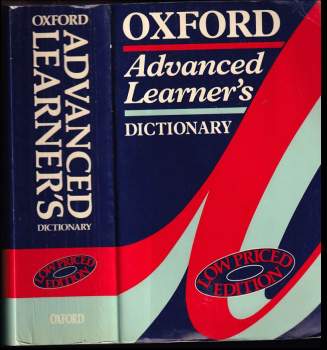 OXFORD
ADVANCED
LEARNER'S
DICTIONARY
LOW PRICED
EDITION
OXFORD
OXFORD
Advanced
Learner's
DICTIONARY
LOW PRICED
EDITION